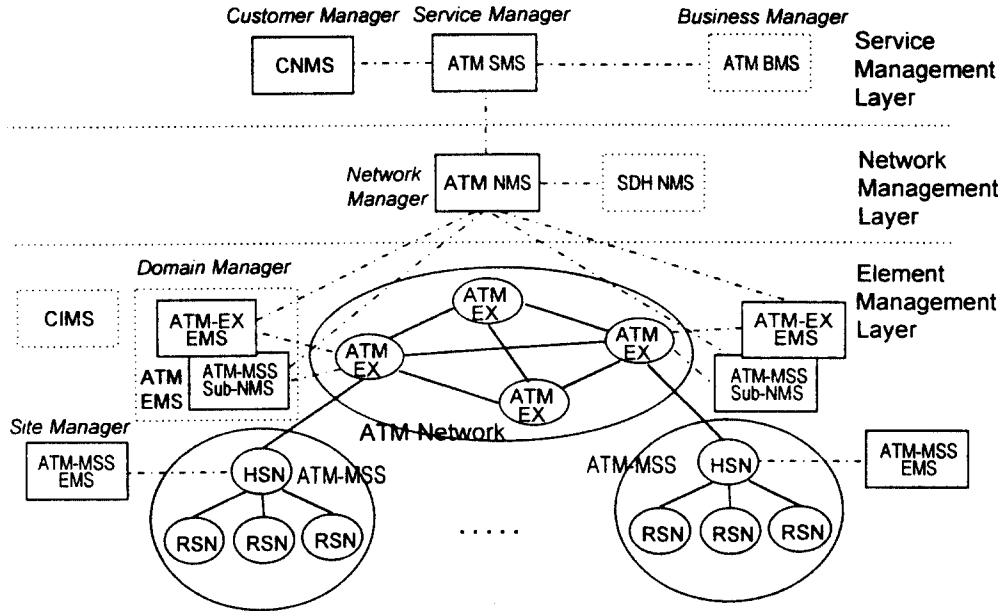 Customer Manager
Service Manager
Business Manager
CNMS
ATM SMS
ATM BMS
Service
Management
Layer
Network
Manager
ATM NMS
SDH NMS
Network
Management
Layer
Domain Manager
CIMS
ATM-EX
EMS
ATM-MSS
Sub-NMS
ATM
EMS
ATM
EX
ATM
EX
ATM
EX
ATM
EX
ATM Network
ATM-EX
EMS
ATM-MSS
Sub-NMS
Element
Management
Layer
Site Manager
ATM-MSS
EMS
HSN
ATM-MSS
RSN
RSN
RSN
.....
ATM-MSS
HSN
RSN
RSN
RSN
ATM-MSS
EMS